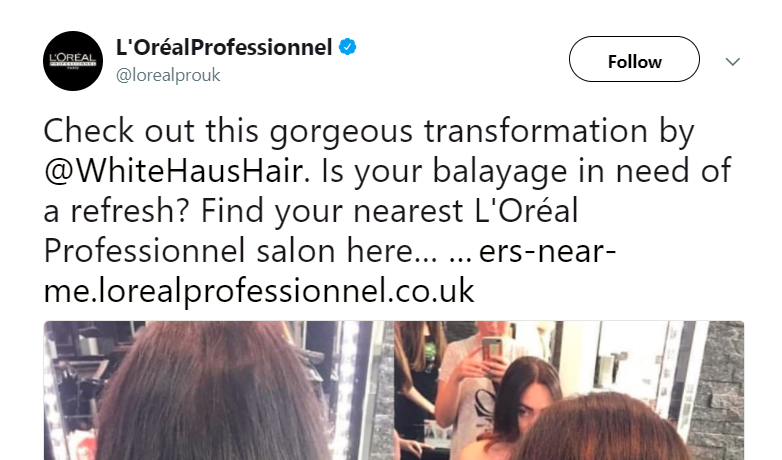 L'ORÉAL
PROFESSIONNEL
PARIS
L'OréalProfessionnel
@lorealprouk
Follow
Check out this gorgeous transformation by
@WhiteHausHair. Is your balayage in need of
a refresh? Find your nearest L'Oréal
Professionnel salon here... ... ers-near-
me.lorealprofessionnel.co.uk